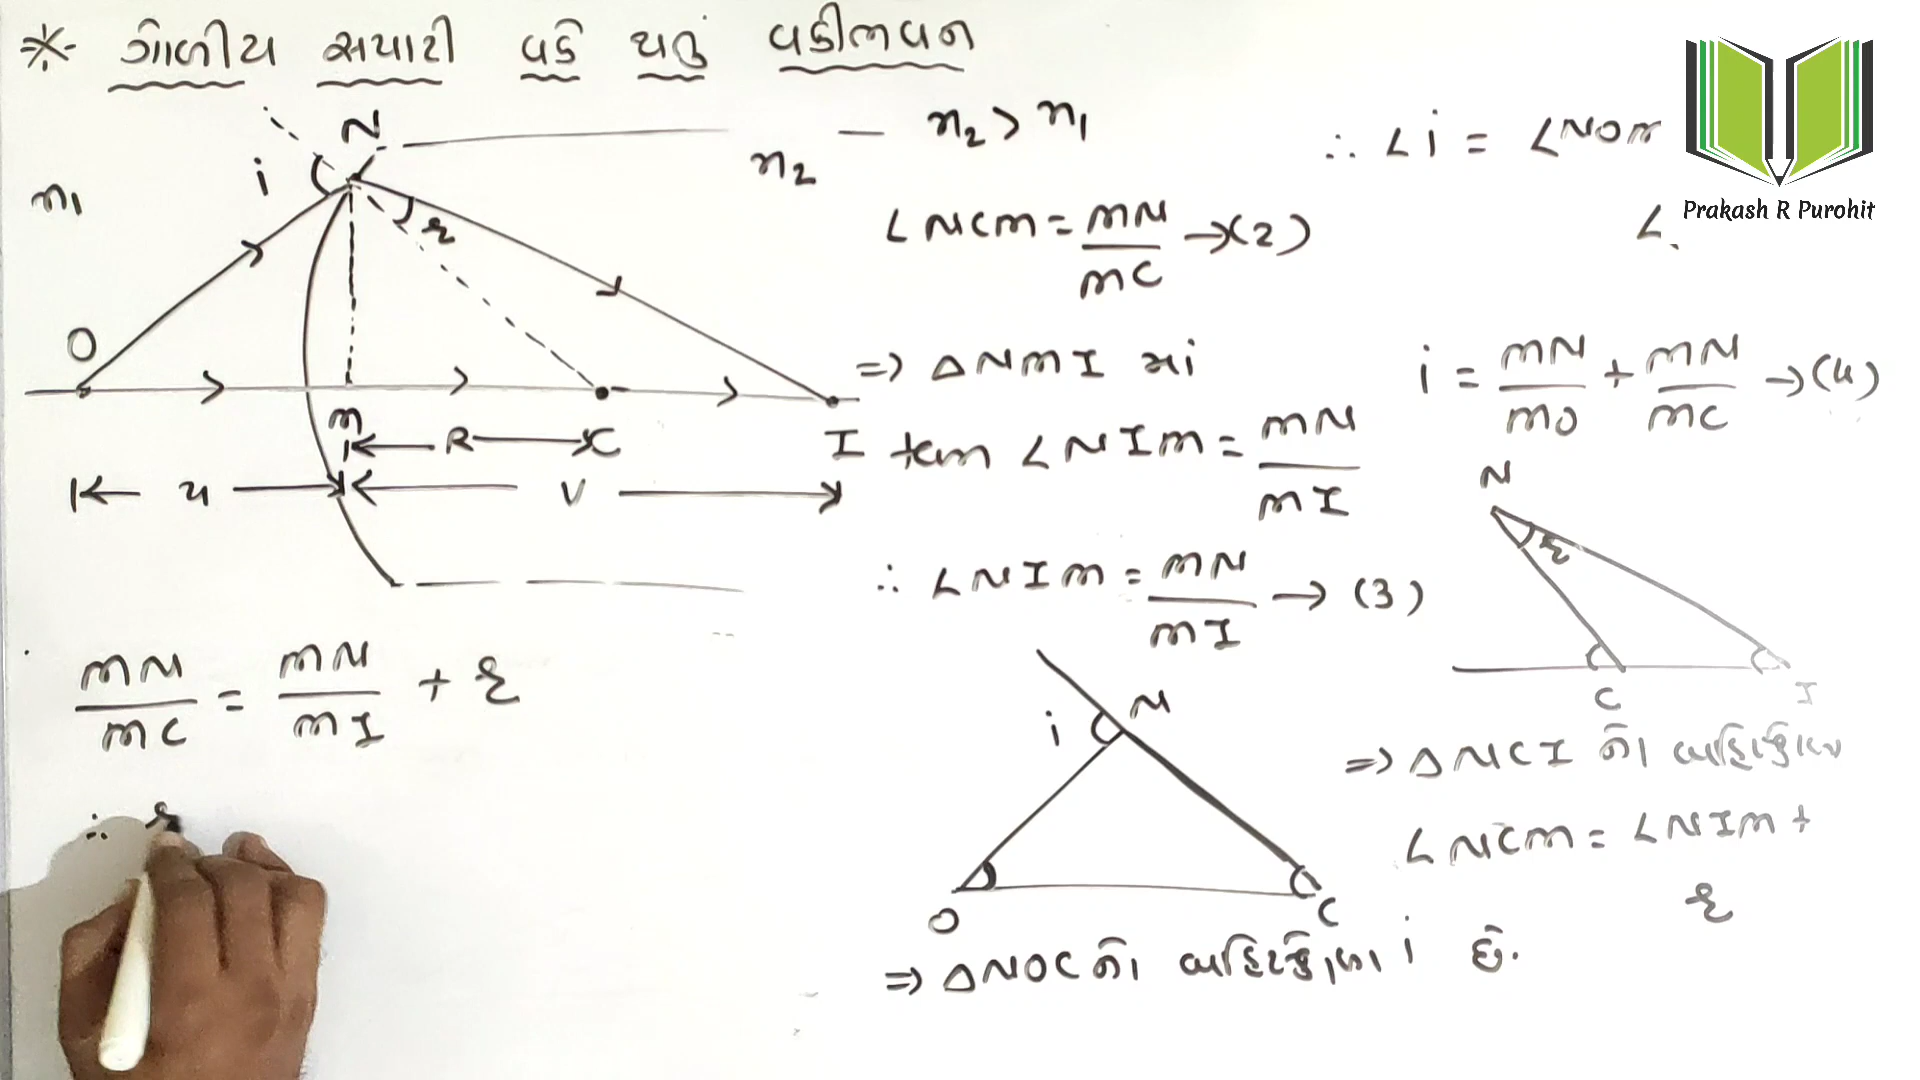 * ગોળીય સપાટી વડે થતું વક્રીભવન
N
i
n₁
n₂
r
O
M
C
I
R
u
v
— n₂ > n₁
∠NCM = MN/MC → (2)
⇒ ΔNMI માં
tan ∠NIM = MN/MI
∴ ∠NIM = MN/MI → (3)
i
N
O
C
⇒ ΔNOC નો બહિષ્કોણ i છે.
∴ ∠i = ∠NOM
∠
i = MN/MO + MN/MC → (4)
N
r
C
I
⇒ ΔNCI નો બહિષ્કોણ
∠NCM = ∠NIM +
r
MN/MC = MN/MI + r
∴ r
Prakash R Purohit